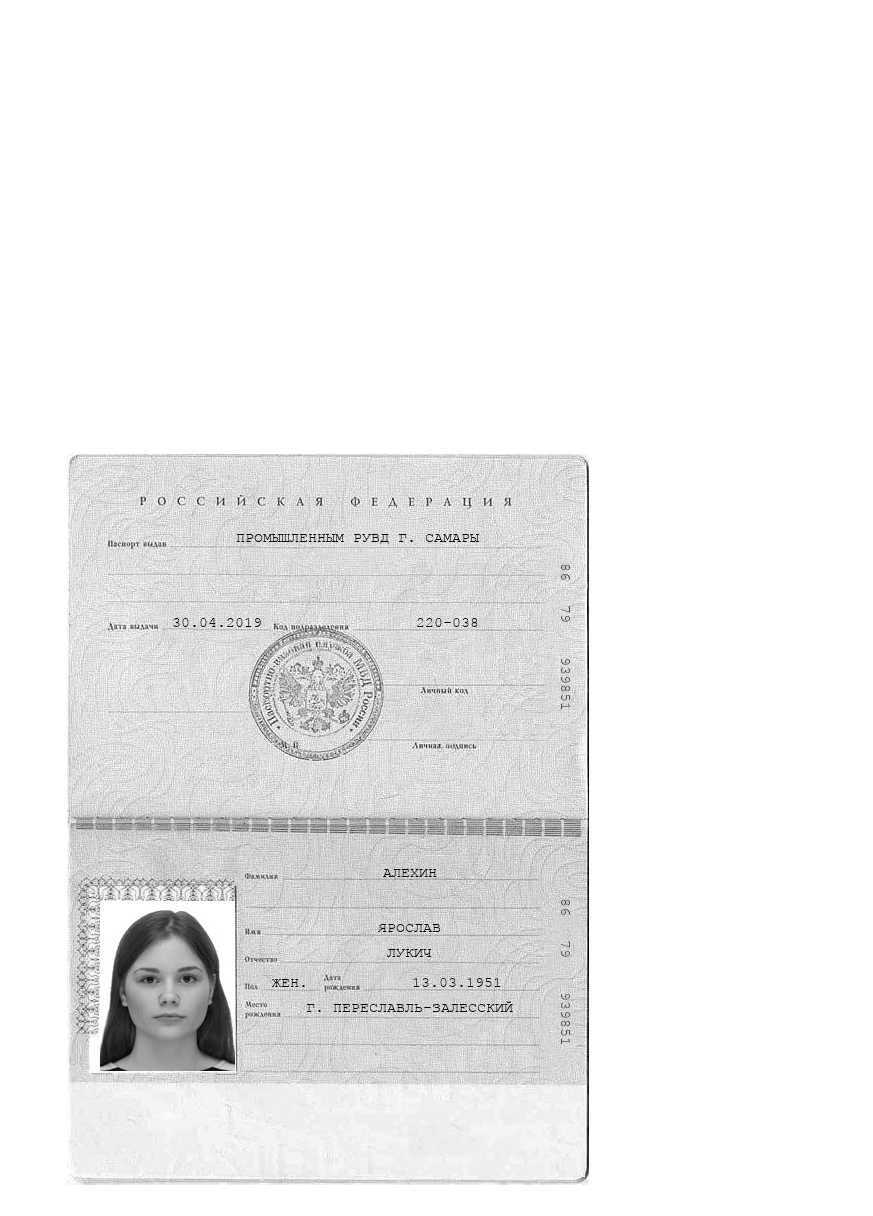 РОССИЙСКАЯ ФЕДЕРАЦИЯ
Паспорт выдан ПРОМЫШЛЕННЫМ РУВД Г. САМАРЫ
Дата выдачи 30.04.2019 Код подразделения 220-038
Паспортно-визовая служба МВД России
Личный код
М.П. Личная подпись
86 79 939851
Фамилия АЛЕХИН
Имя ЯРОСЛАВ
Отчество ЛУКИЧ
Пол ЖЕН. Дата рождения 13.03.1951
Место рождения Г. ПЕРЕСЛАВЛЬ-ЗАЛЕССКИЙ
86 79 939851